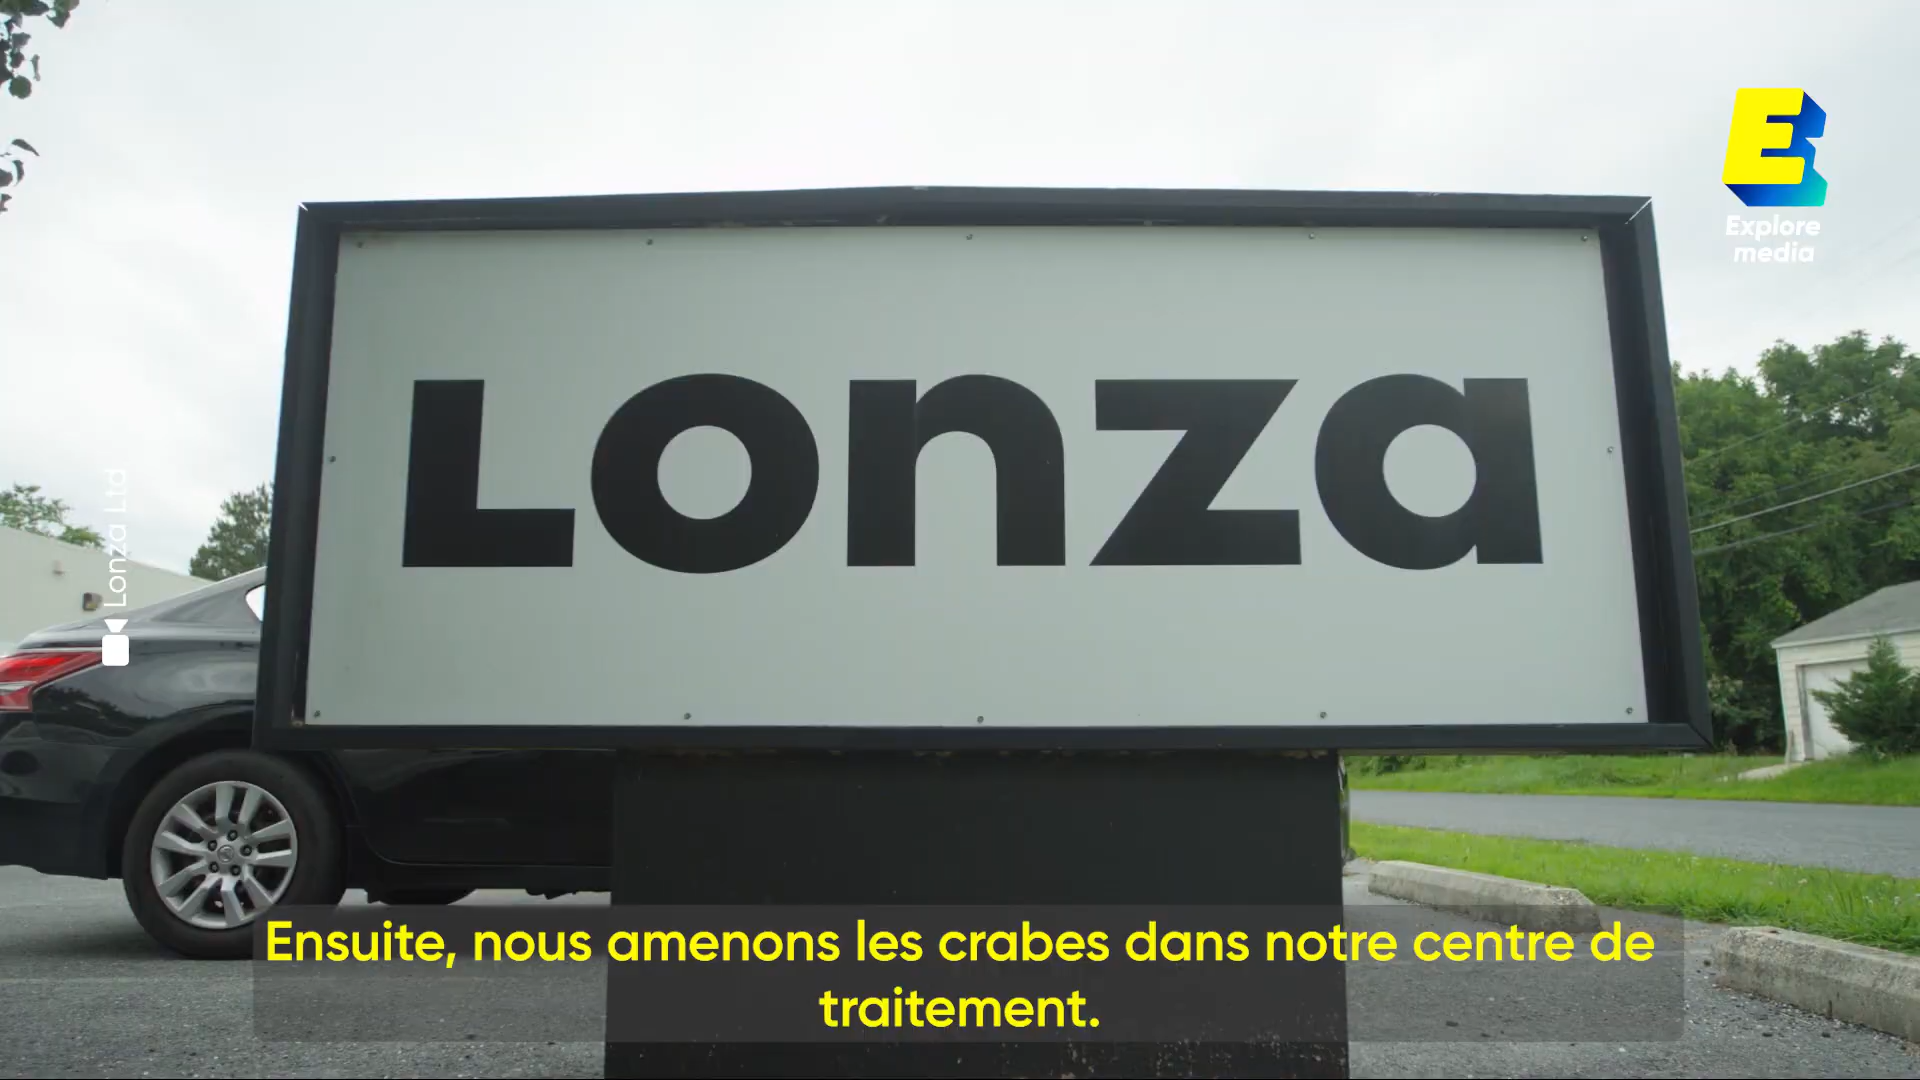 E
Explore
media
Lonza
Lonza Ltd
Ensuite, nous amenons les crabes dans notre centre de
traitement.